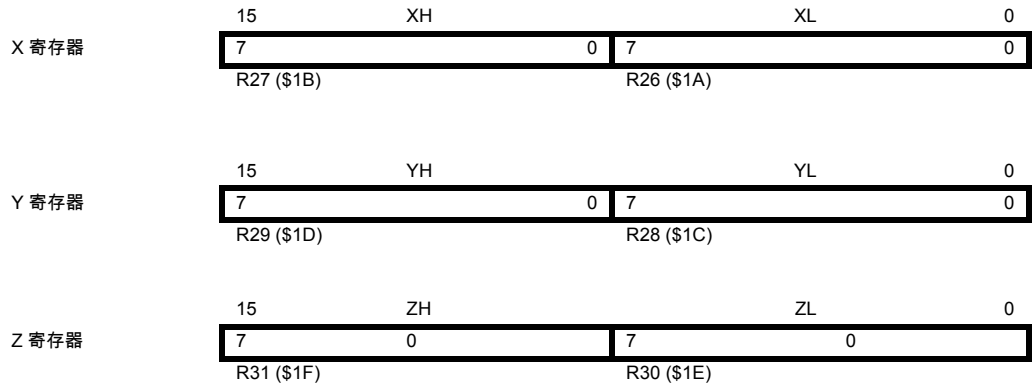 15 XH XL 0
X 寄存器 7 0 7 0
R27 ($1B) R26 ($1A)
15 YH YL 0
Y 寄存器 7 0 7 0
R29 ($1D) R28 ($1C)
15 ZH ZL 0
Z 寄存器 7 0 7 0
R31 ($1F) R30 ($1E)